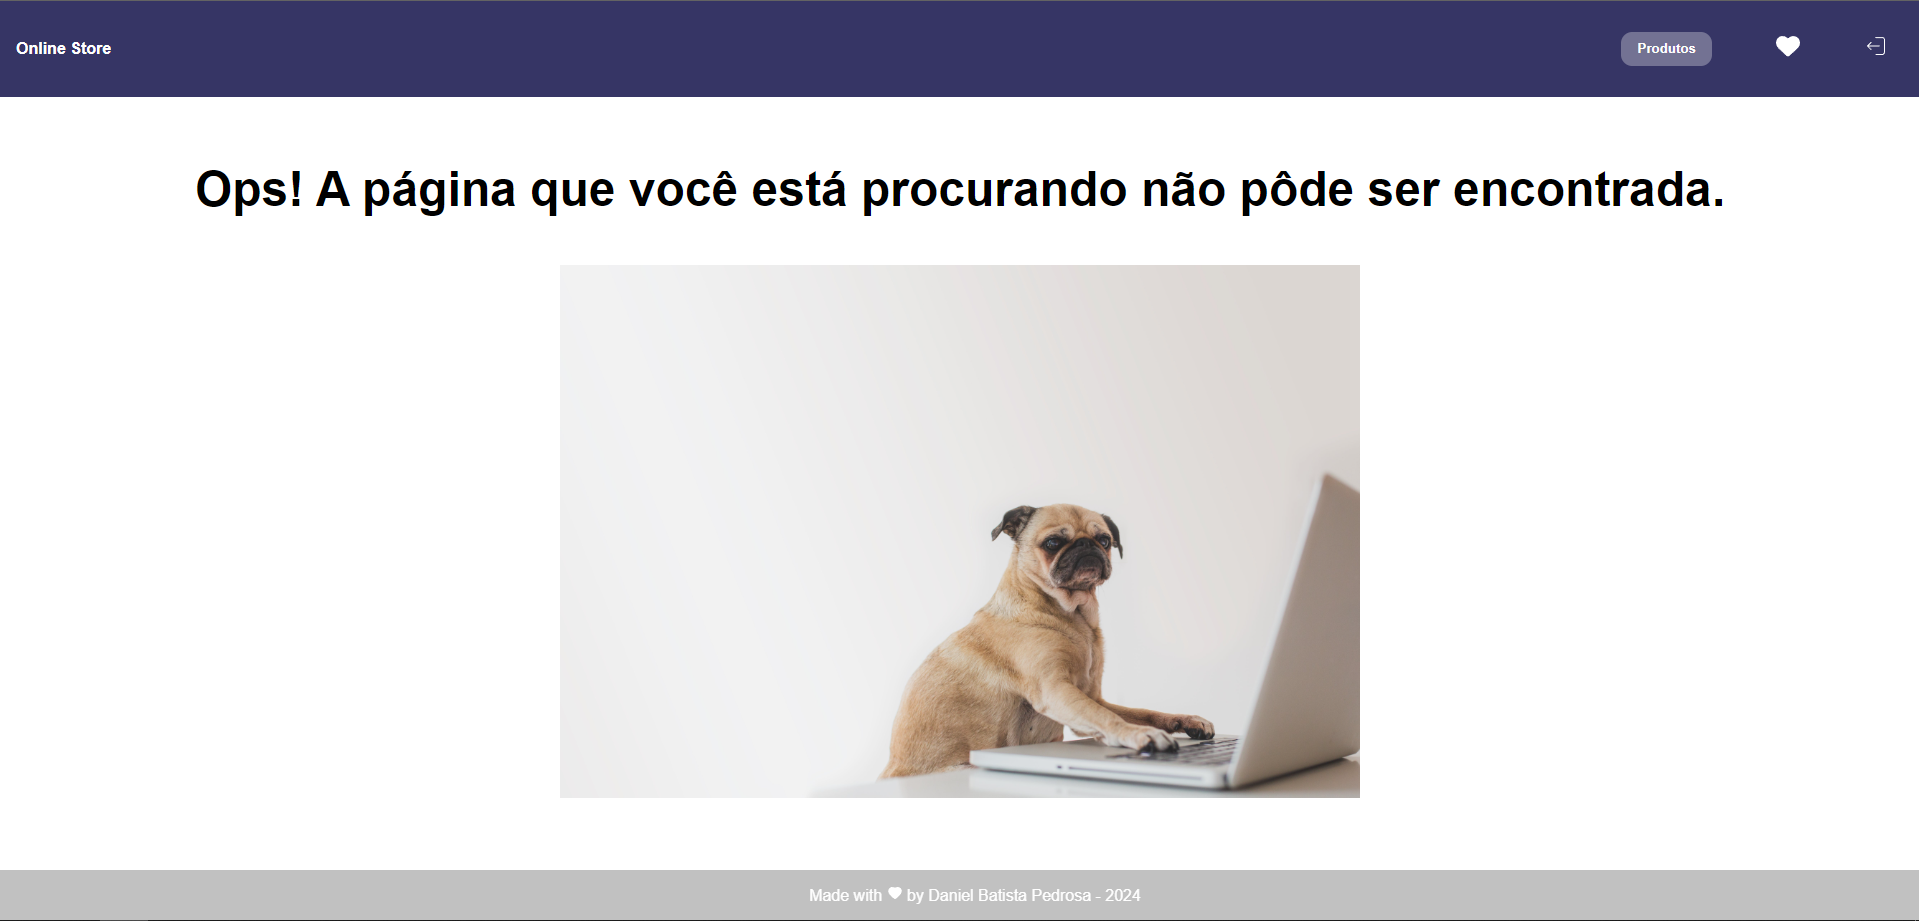 Online Store
Produtos
Ops! A página que você está procurando não pôde ser encontrada.
Made with ♥ by Daniel Batista Pedrosa - 2024